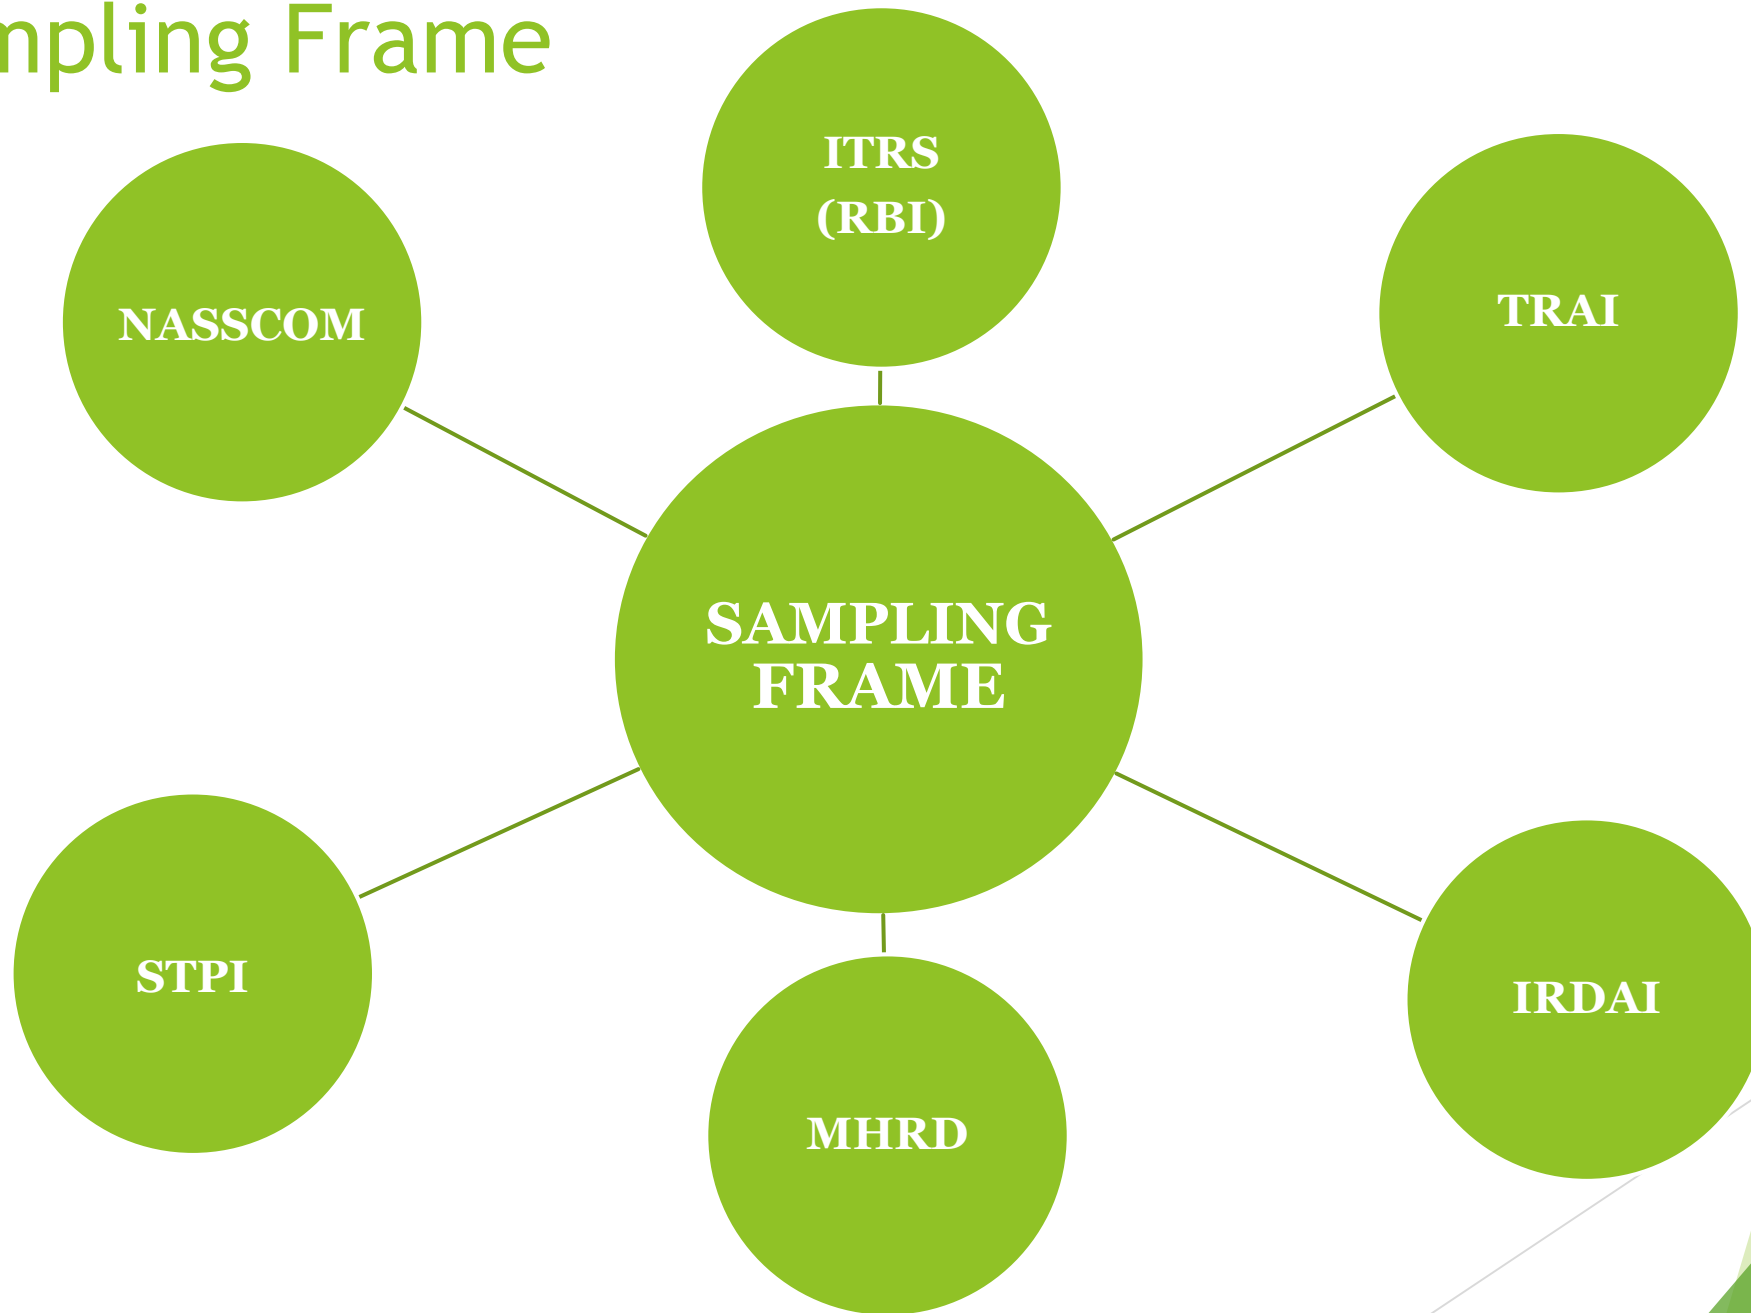 mpling Frame
ITRS
(RBI)
NASSCOM
TRAI
SAMPLING
FRAME
STPI
IRDAI
MHRD